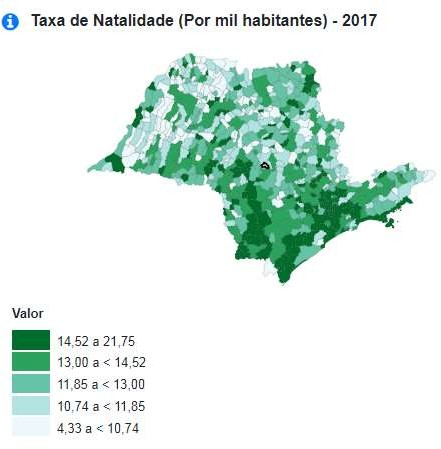 Taxa de Natalidade (Por mil habitantes) - 2017
Valor
14,52 a 21,75
13,00 a < 14,52
11,85 a < 13,00
10,74 a < 11,85
4,33 a < 10,74